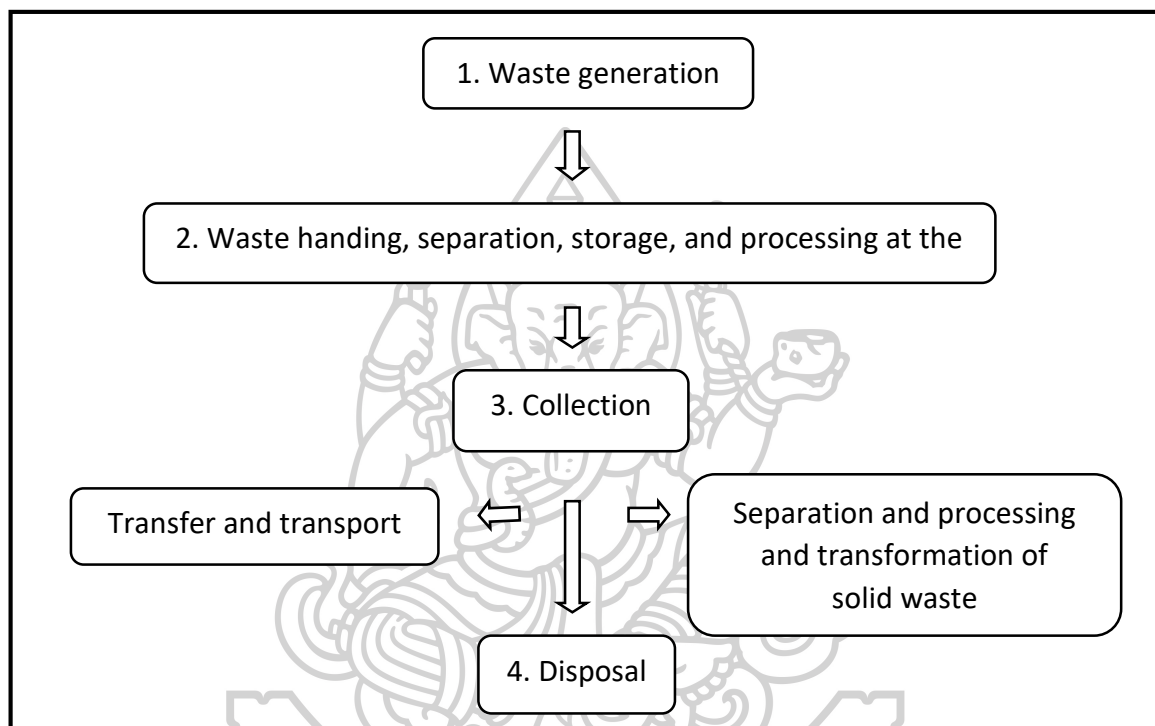 1. Waste generation
2. Waste handing, separation, storage, and processing at the
3. Collection
Transfer and transport
Separation and processing
and transformation of
solid waste
4. Disposal